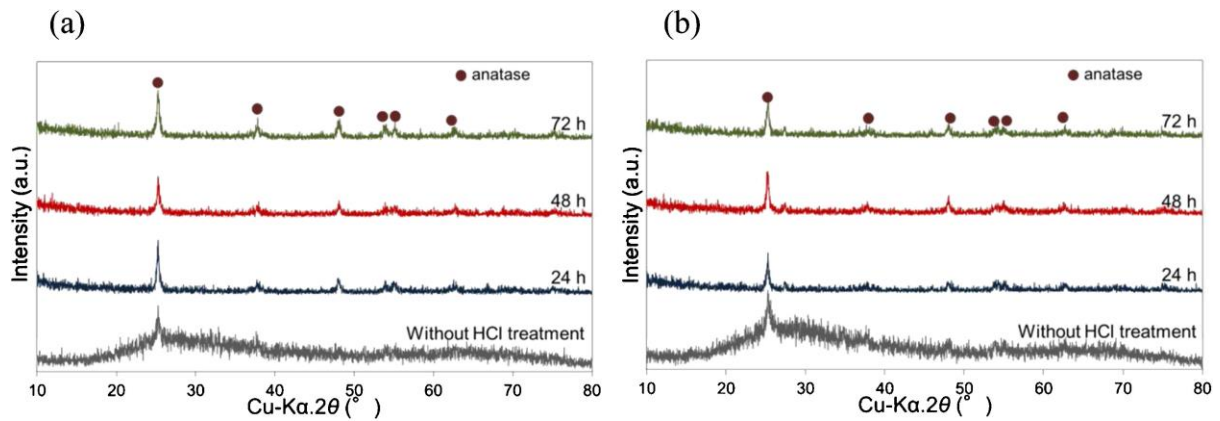 (a)
anatase
72 h
48 h
24 h
Without HCl treatment
Intensity (a.u.)
10 20 30 40 50 60 70 80
Cu-Kα.2θ (° )
(b)
anatase
72 h
48 h
24 h
Without HCl treatment
Intensity (a.u.)
10 20 30 40 50 60 70 80
Cu-Kα.2θ (° )